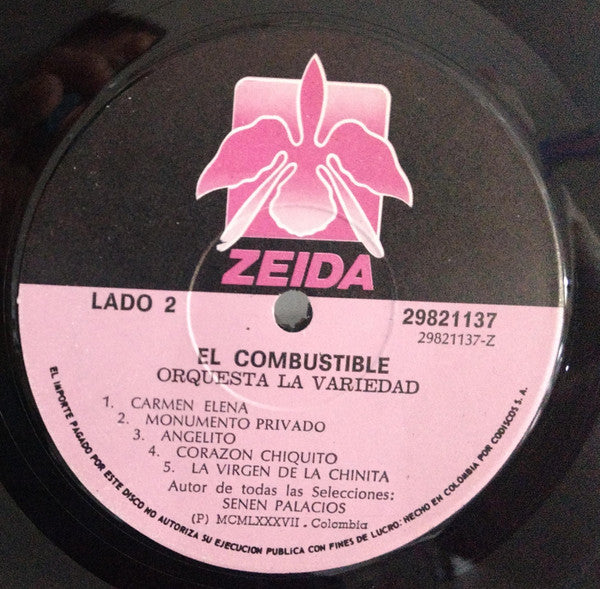 ZEIDA
LADO 2
29821137
29821137-Z
EL COMBUSTIBLE
ORQUESTA LA VARIEDAD
1. CARMEN ELENA
2. MONUMENTO PRIVADO
3. ANGELITO
4. CORAZON CHIQUITO
5. LA VIRGEN DE LA CHINITA
Autor de todas las Selecciones:
SENEN PALACIOS
(P) MCMLXXXVII - Colombia
EL IMPORTE PAGADO POR ESTE DISCO NO AUTORIZA SU EJECUCION PUBLICA CON FINES DE LUCRO: HECHO EN COLOMBIA POR CODISCOS S. A.